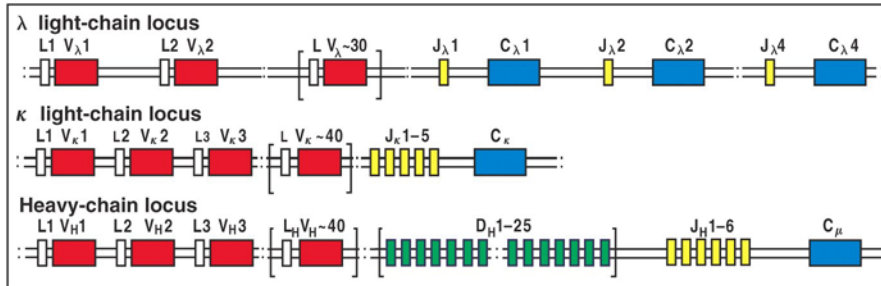 λ light-chain locus
L1 Vλ1 L2 Vλ2 L Vλ~30 Jλ1 Cλ1 Jλ2 Cλ2 Jλ4 Cλ4
κ light-chain locus
L1 Vκ1 L2 Vκ2 L3 Vκ3 L Vκ~40 Jκ1–5 Cκ
Heavy-chain locus
L1 VH1 L2 VH2 L3 VH3 LH VH~40 DH1–25 JH1–6 Cμ